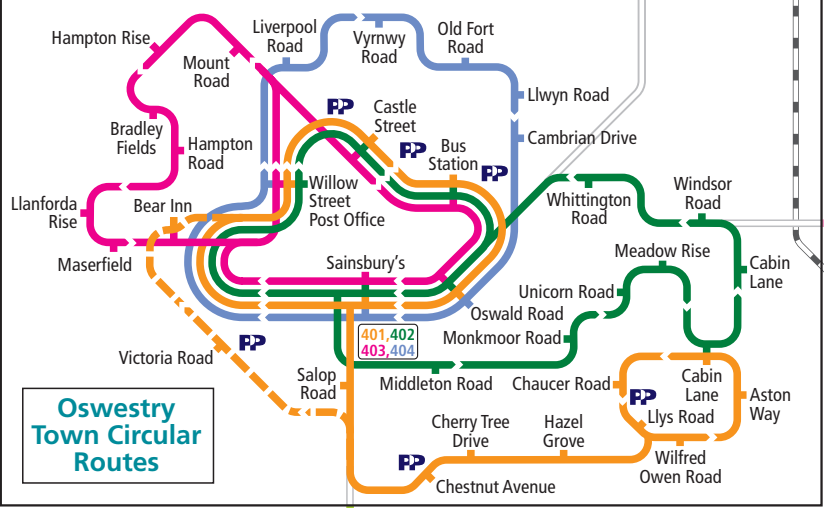 Hampton Rise
Mount
Road
Liverpool
Road
Vyrnwy
Road
Old Fort
Road
Llwyn Road
Cambrian Drive
Bradley
Fields
Hampton
Road
Castle
Street
Bus
Station
Llanforda
Rise
Bear Inn
Maserfield
Willow
Street
Post Office
Sainsbury's
Whittington
Road
Windsor
Road
Meadow Rise
Cabin
Lane
Unicorn Road
Oswald Road
Monkmoor Road
401,402
403,404
Victoria Road
Salop
Road
Middleton Road
Chaucer Road
Cabin
Lane
Aston
Way
Llys Road
Cherry Tree
Drive
Hazel
Grove
Wilfred
Owen Road
Chestnut Avenue
Oswestry
Town Circular
Routes